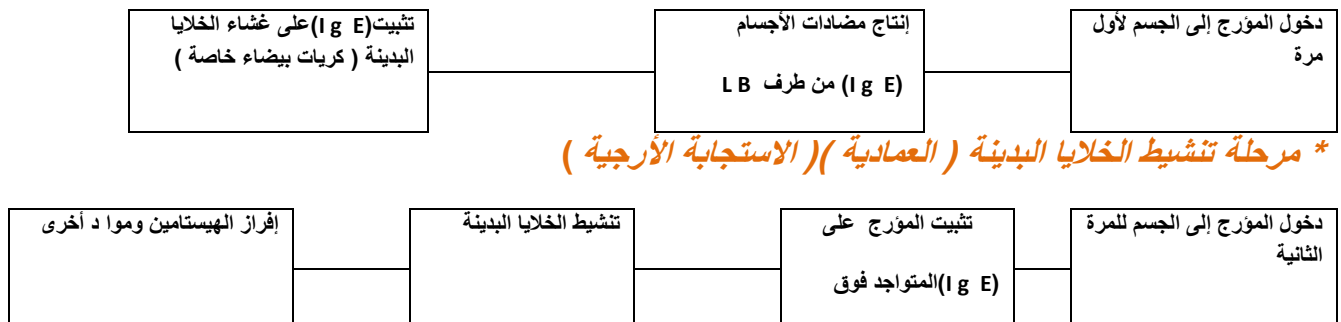 دخول المؤرج إلى الجسم لأول
مرة
إنتاج مضادات الأجسام
(I g E) من طرف L B
تثبيت(I g E)على غشاء الخلايا
البدينة ( كريات بيضاء خاصة )
* مرحلة تنشيط الخلايا البدينة ( العمادية )( الاستجابة الأرجية )
دخول المؤرج إلى الجسم للمرة
الثانية
تثبيت المؤرج على
(I g E)المتواجد فوق
تنشيط الخلايا البدينة
إفراز الهيستامين وموا د أخرى